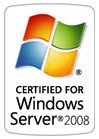 CERTIFIED FOR
Windows
Server® 2008